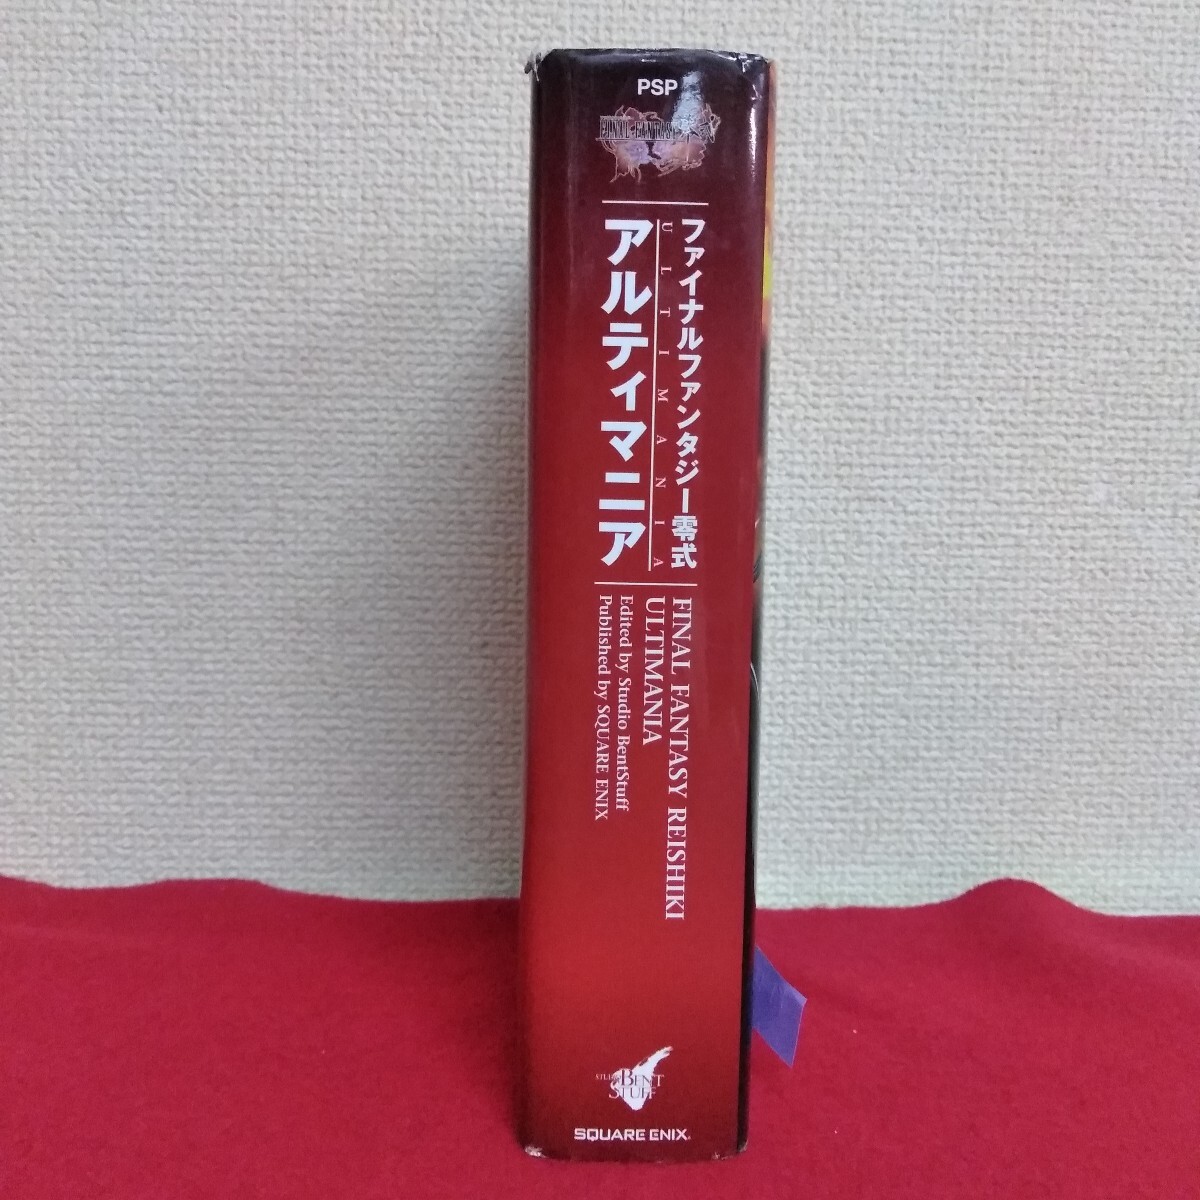 PSP
FINAL FANTASY 零式
ファイナルファンタジー零式
ULTIMANIA
アルティマニア
FINAL FANTASY REISHIKI
ULTIMANIA
Edited by Studio BentStuff
Published by SQUARE ENIX
STUDIO
BENT
STUFF
SQUARE ENIX.